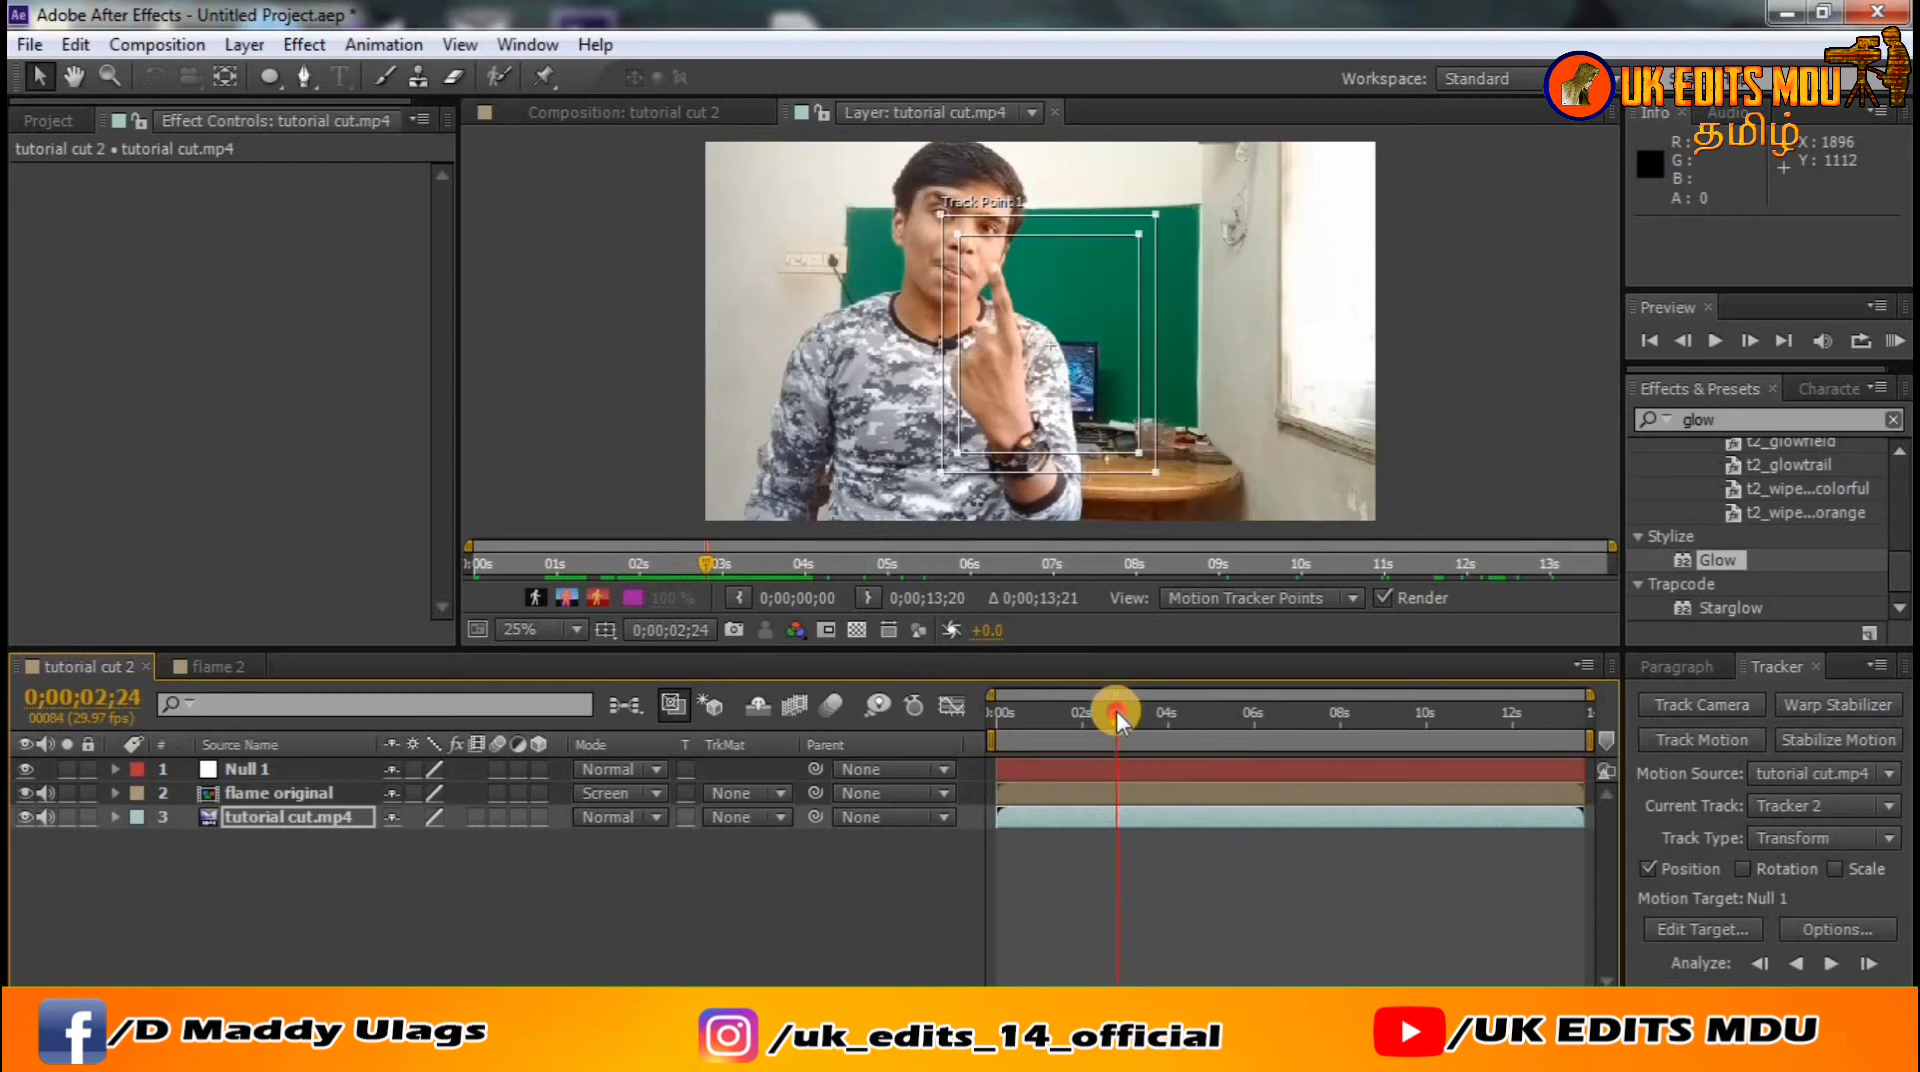 Ae Adobe After Effects - Untitled Project.aep *
File Edit Composition Layer Effect Animation View Window Help
Workspace: Standard
UK EDITS MDU
தமிழ்
Project Effect Controls: tutorial cut.mp4
Composition: tutorial cut 2 Layer: tutorial cut.mp4
Info Audio
tutorial cut 2 • tutorial cut.mp4
R :
G :
B :
A : 0
X : 1896
Y : 1112
Track Point 1
Preview
Effects & Presets Characte
glow
t2_glowfield
t2_glowtrail
t2_wipe...colorful
t2_wipe...orange
Stylize
Glow
Trapcode
Starglow
):00s 01s 02s 03s 04s 05s 06s 07s 08s 09s 10s 11s 12s 13s
100 % 0;00;00;00 0;00;13;20 Δ 0;00;13;21 View: Motion Tracker Points Render
25% 0;00;02;24 +0.0
tutorial cut 2 flame 2
0;00;02;24
00084 (29.97 fps)
):00s 02s 04s 06s 08s 10s 12s 1
# Source Name fx Mode T TrkMat Parent
1 Null 1 Normal None
2 flame original Screen None None
3 tutorial cut.mp4 Normal None None
Paragraph Tracker
Track Camera Warp Stabilizer
Track Motion Stabilize Motion
Motion Source: tutorial cut.mp4
Current Track: Tracker 2
Track Type: Transform
Position Rotation Scale
Motion Target: Null 1
Edit Target... Options...
Analyze:
f /D Maddy Ulags /uk_edits_14_official /UK EDITS MDU